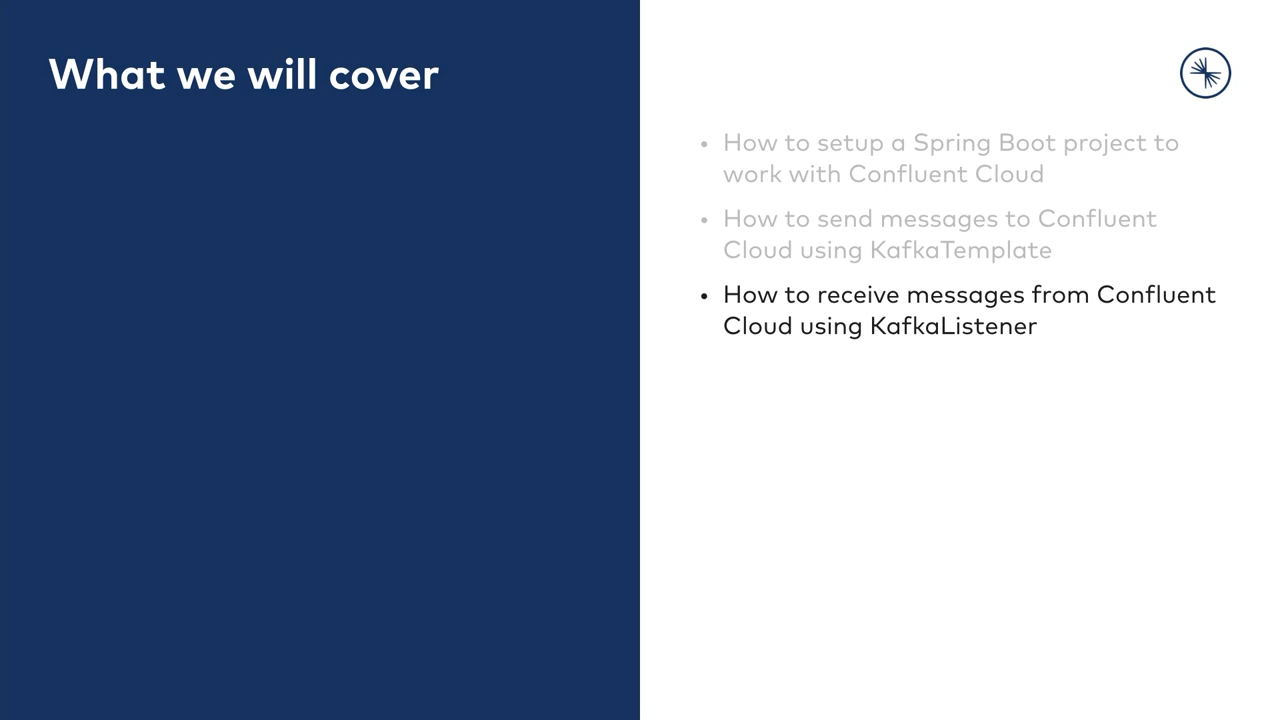 What we will cover
• How to setup a Spring Boot project to
work with Confluent Cloud
• How to send messages to Confluent
Cloud using KafkaTemplate
• How to receive messages from Confluent
Cloud using KafkaListener